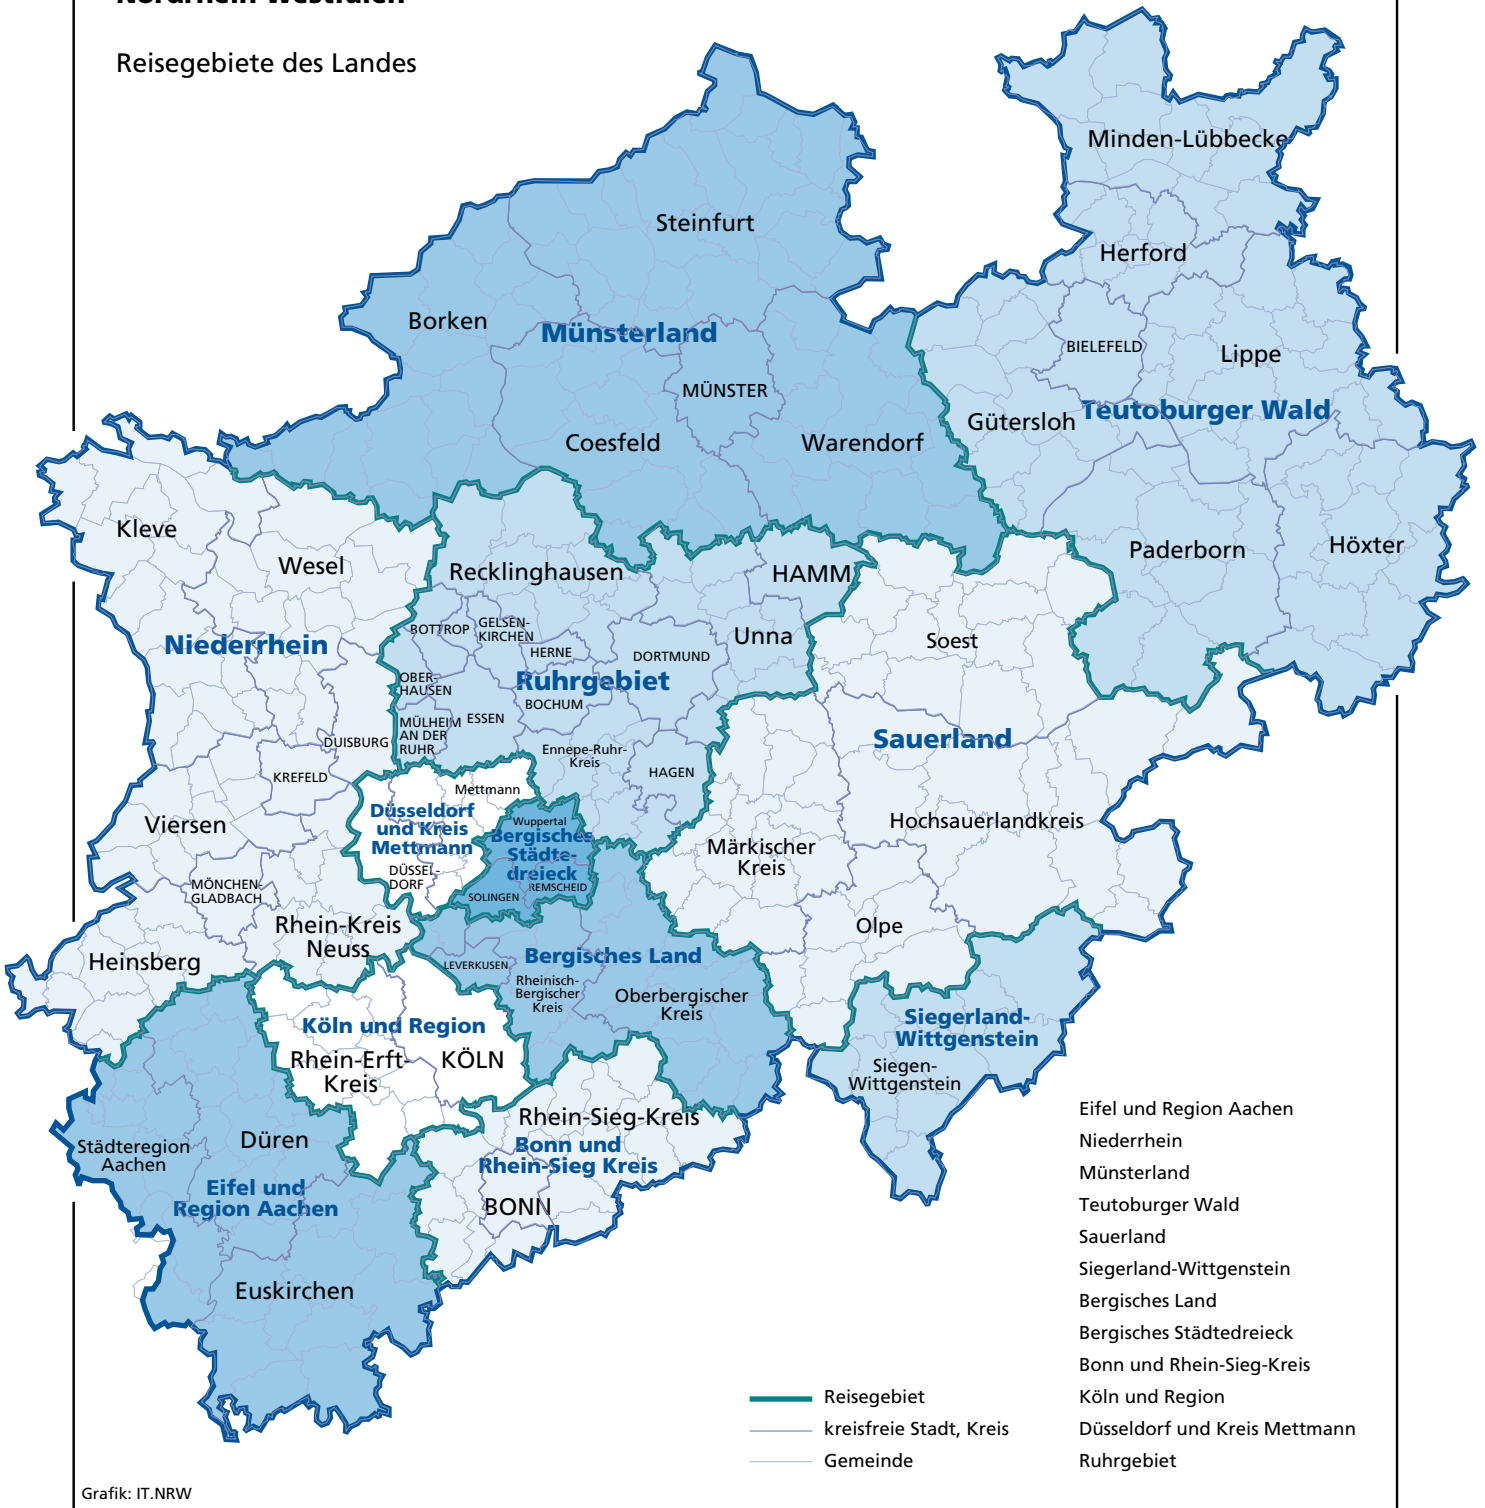 Nordrhein-Westfalen
Reisegebiete des Landes
Minden-Lübbecke
Steinfurt
Herford
Borken
Münsterland
BIELEFELD
Lippe
MÜNSTER
Teutoburger Wald
Gütersloh
Coesfeld
Warendorf
Kleve
Wesel
Paderborn
Höxter
Recklinghausen
HAMM
BOTTROP
GELSEN-
KIRCHEN
Unna
Soest
Niederrhein
HERNE
DORTMUND
OBER-
HAUSEN
Ruhrgebiet
BOCHUM
MÜLHEIM
AN DER
RUHR
ESSEN
DUISBURG
Sauerland
Ennepe-Ruhr-
Kreis
HAGEN
KREFELD
Mettmann
Düsseldorf
und Kreis
Mettmann
Viersen
Wuppertal
Bergisches
Städte-
dreieck
Hochsauerlandkreis
Märkischer
Kreis
DÜSSEL-
DORF
MÖNCHEN-
GLADBACH
REMSCHEID
SOLINGEN
Rhein-Kreis
Neuss
Olpe
Heinsberg
Bergisches Land
LEVERKUSEN
Rheinisch-
Bergischer
Kreis
Oberbergischer
Kreis
Köln und Region
Siegerland-
Wittgenstein
Rhein-Erft-
Kreis
KÖLN
Siegen-
Wittgenstein
Rhein-Sieg-Kreis
Bonn und
Rhein-Sieg Kreis
Düren
Städteregion
Aachen
Eifel und
Region Aachen
BONN
Euskirchen
Eifel und Region Aachen
Niederrhein
Münsterland
Teutoburger Wald
Sauerland
Siegerland-Wittgenstein
Bergisches Land
Bergisches Städtedreieck
Bonn und Rhein-Sieg-Kreis
Köln und Region
Düsseldorf und Kreis Mettmann
Ruhrgebiet
Reisegebiet
kreisfreie Stadt, Kreis
Gemeinde
Grafik: IT.NRW